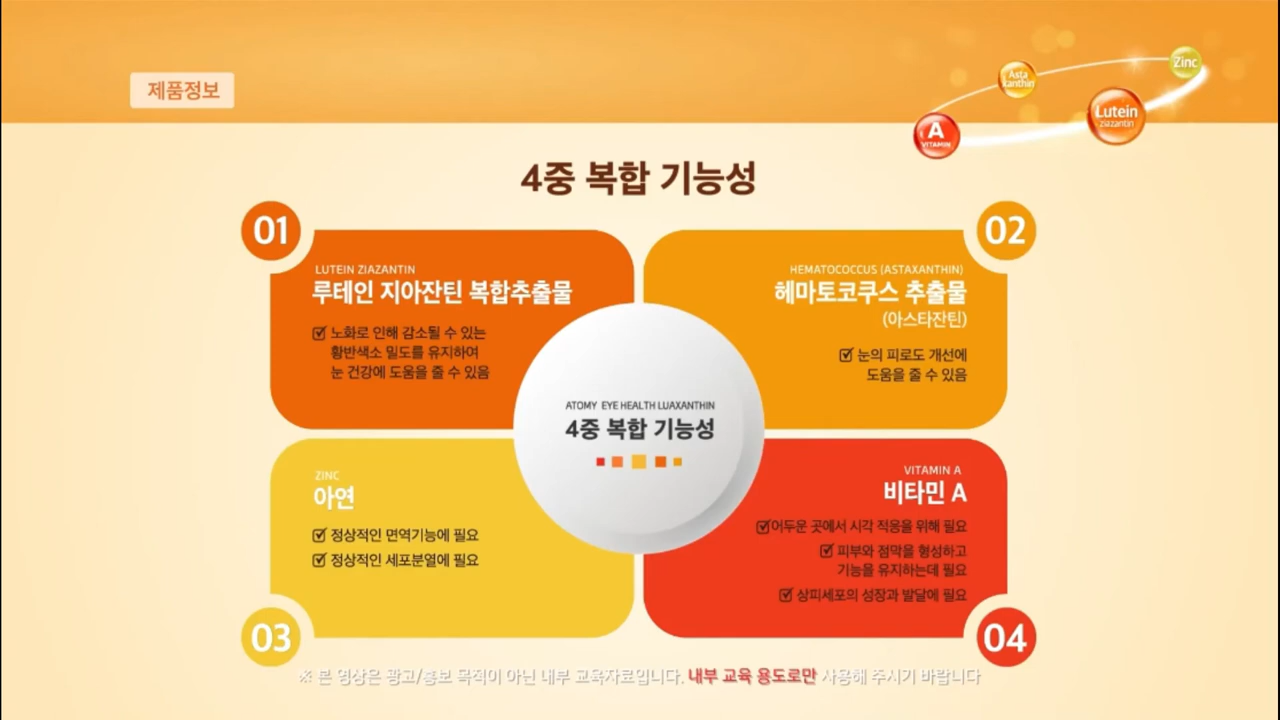 제품정보
Asta
xanthin
Zinc
A
VITAMIN
Lutein
ziazantin
4중 복합 기능성
01
LUTEIN ZIAZANTIN
루테인 지아잔틴 복합추출물
노화로 인해 감소될 수 있는
황반색소 밀도를 유지하여
눈 건강에 도움을 줄 수 있음
02
HEMATOCOCCUS (ASTAXANTHIN)
헤마토코쿠스 추출물
(아스타잔틴)
눈의 피로도 개선에
도움을 줄 수 있음
ATOMY EYE HEALTH LUAXANTHIN
4중 복합 기능성
ZINC
아연
정상적인 면역기능에 필요
정상적인 세포분열에 필요
03
VITAMIN A
비타민 A
어두운 곳에서 시각 적응을 위해 필요
피부와 점막을 형성하고
기능을 유지하는데 필요
상피세포의 성장과 발달에 필요
04
※ 본 영상은 광고/홍보 목적이 아닌 내부 교육자료입니다. 내부 교육 용도로만 사용해 주시기 바랍니다